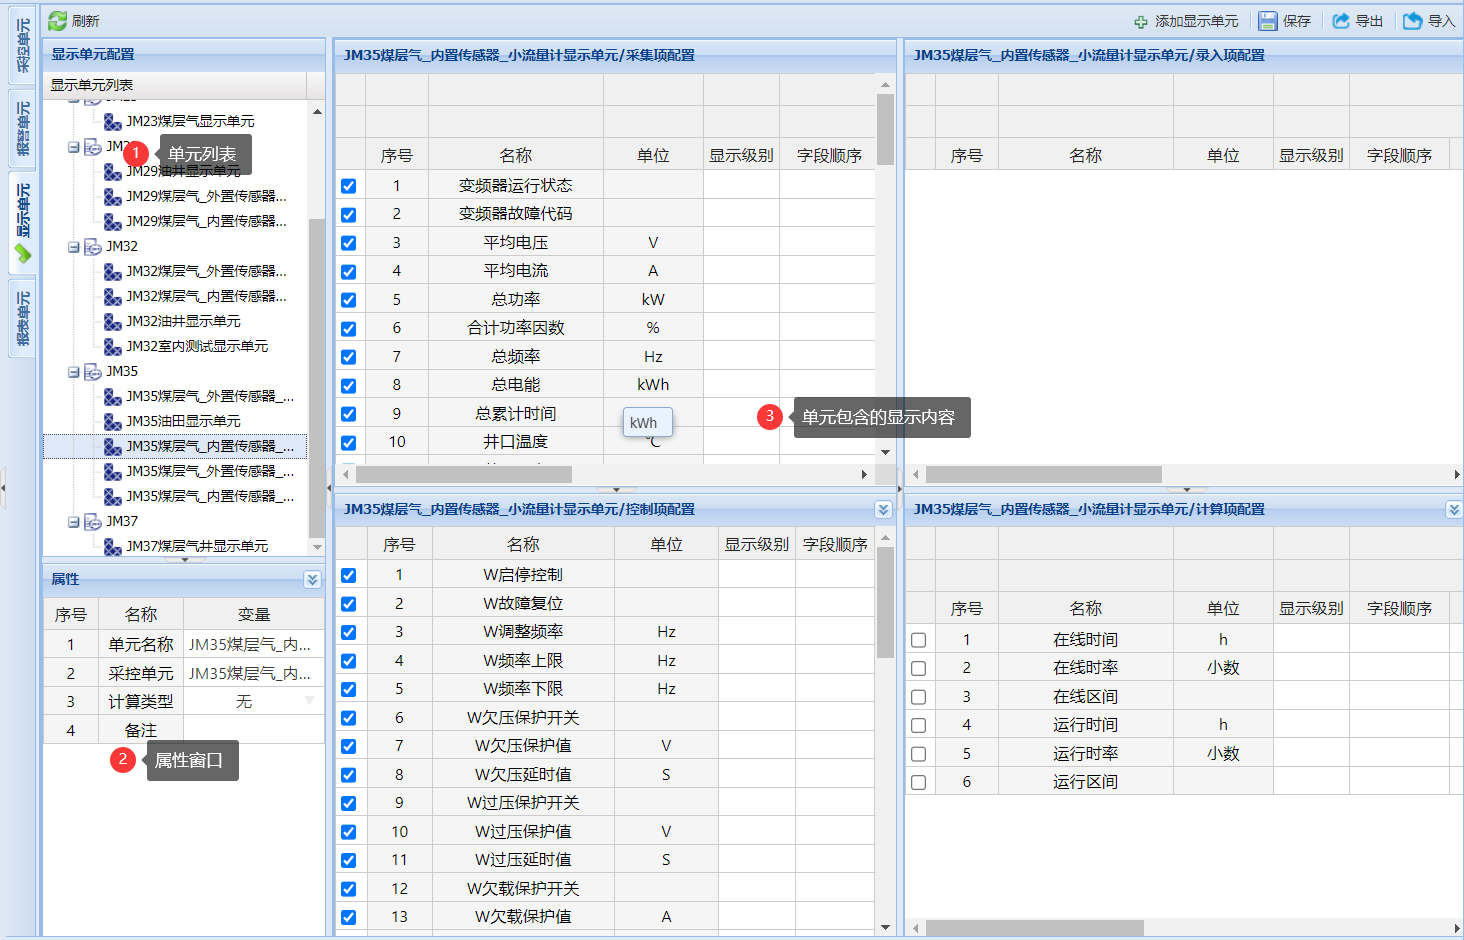 刷新
添加显示单元
保存
导出
导入
采控单元
报警单元
显示单元
报表单元
显示单元配置
显示单元列表
JM23煤层气显示单元
1
单元列表
JM29油井显示单元
JM29煤层气_外置传感器...
JM29煤层气_内置传感器...
JM32
JM32煤层气_外置传感器...
JM32煤层气_内置传感器...
JM32油井显示单元
JM32室内测试显示单元
JM35
JM35煤层气_外置传感器_...
JM35油田显示单元
JM35煤层气_内置传感器_...
JM35煤层气_外置传感器_...
JM35煤层气_内置传感器_...
JM37
JM37煤层气井显示单元
属性
序号 名称 变量
1 单元名称 JM35煤层气_内...
2 采控单元 JM35煤层气_内...
3 计算类型 无
4 备注
2
属性窗口
JM35煤层气_内置传感器_小流量计显示单元/采集项配置
序号 名称 单位 显示级别 字段顺序
1 变频器运行状态
2 变频器故障代码
3 平均电压 V
4 平均电流 A
5 总功率 kW
6 合计功率因数 %
7 总频率 Hz
8 总电能 kWh
9 总累计时间
kWh
10 井口温度 ℃
3
单元包含的显示内容
JM35煤层气_内置传感器_小流量计显示单元/控制项配置
序号 名称 单位 显示级别 字段顺序
1 W启停控制
2 W故障复位
3 W调整频率 Hz
4 W频率上限 Hz
5 W频率下限 Hz
6 W欠压保护开关
7 W欠压保护值 V
8 W欠压延时值 S
9 W过压保护开关
10 W过压保护值 V
11 W过压延时值 S
12 W欠载保护开关
13 W欠载保护值 A
JM35煤层气_内置传感器_小流量计显示单元/录入项配置
序号 名称 单位 显示级别 字段顺序
JM35煤层气_内置传感器_小流量计显示单元/计算项配置
序号 名称 单位 显示级别 字段顺序
1 在线时间 h
2 在线时率 小数
3 在线区间
4 运行时间 h
5 运行时率 小数
6 运行区间